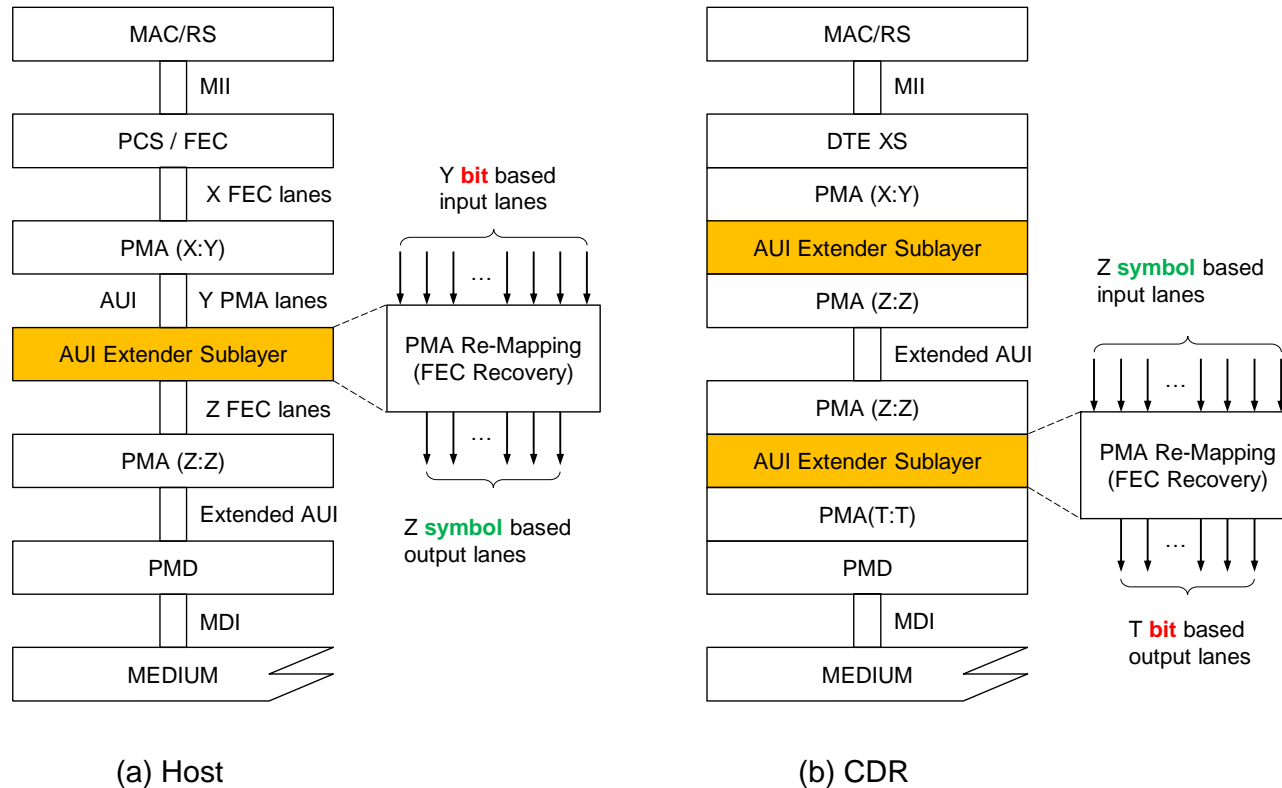 MAC/RS
MII
PCS / FEC
X FEC lanes
PMA (X:Y)
AUI
Y PMA lanes
AUI Extender Sublayer
Z FEC lanes
PMA (Z:Z)
Extended AUI
PMD
MDI
MEDIUM
(a) Host
Y bit based
input lanes
...
PMA Re-Mapping
(FEC Recovery)
...
Z symbol based
output lanes
MAC/RS
MII
DTE XS
PMA (X:Y)
AUI Extender Sublayer
PMA (Z:Z)
Extended AUI
PMA (Z:Z)
AUI Extender Sublayer
PMA(T:T)
PMD
MDI
MEDIUM
(b) CDR
Z symbol based
input lanes
...
PMA Re-Mapping
(FEC Recovery)
...
T bit based
output lanes